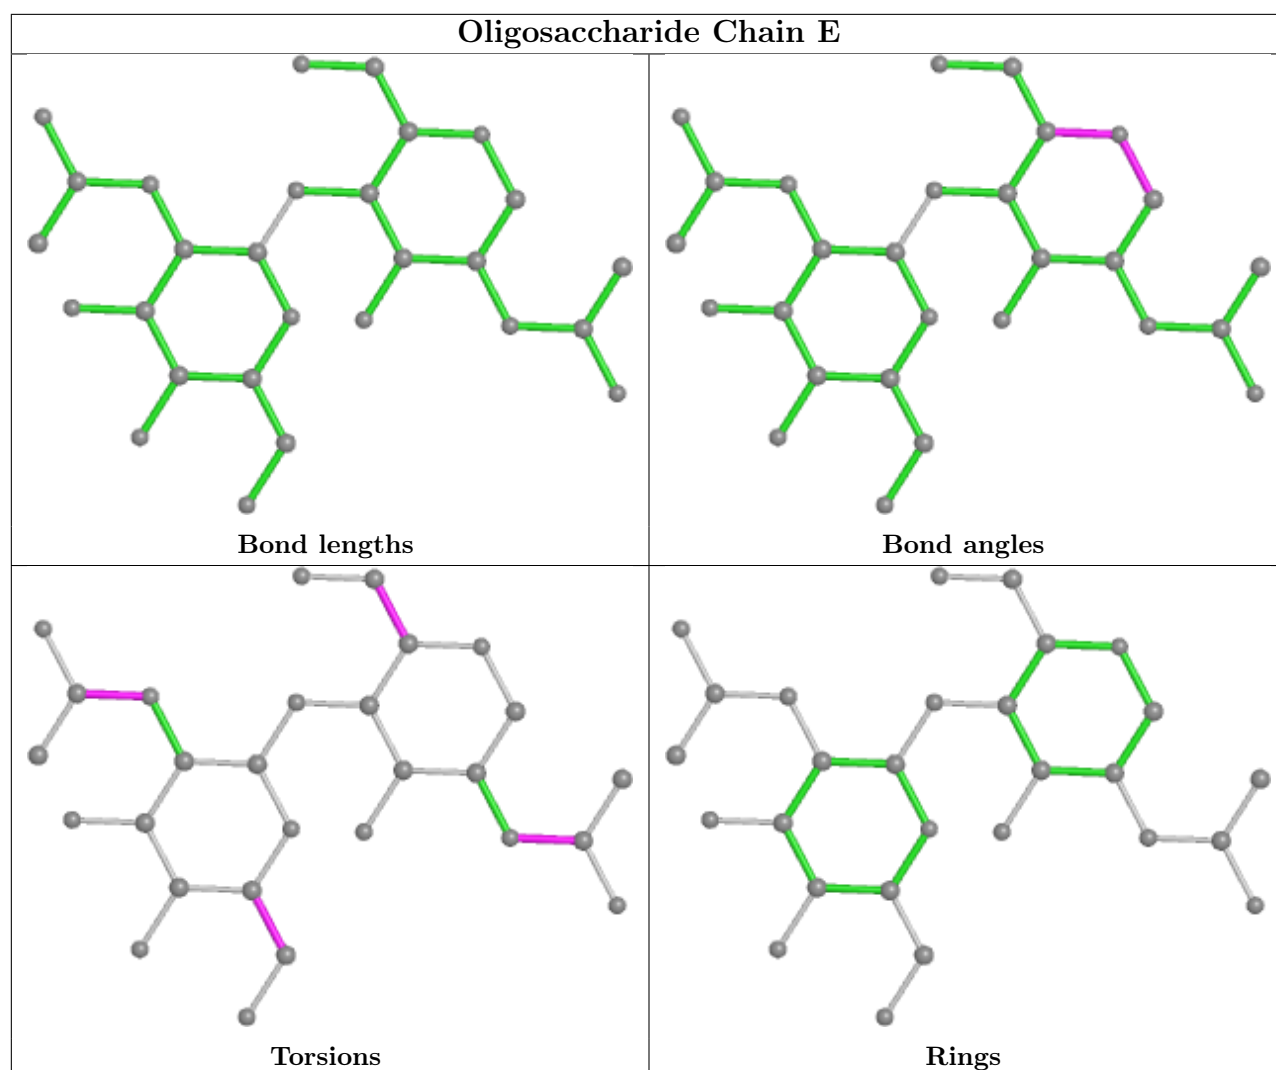 Oligosaccharide Chain E
Bond lengths
Bond angles
Torsions
Rings